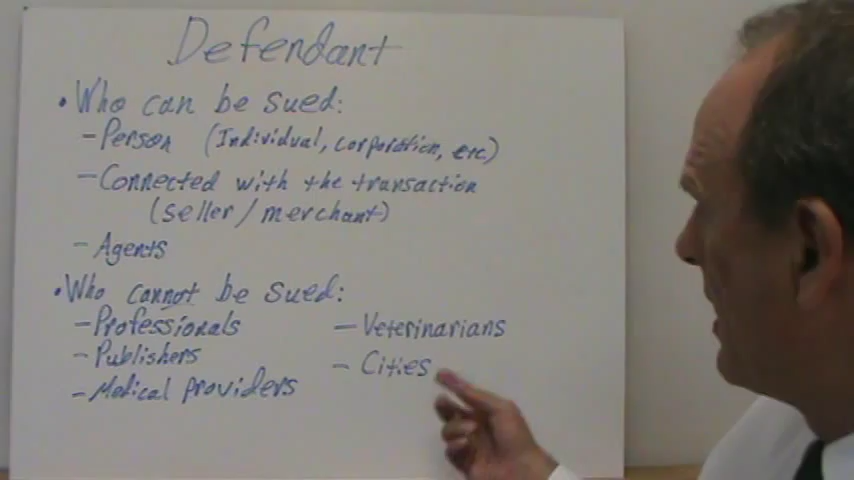 Defendant
• Who can be sued:
– Person (Individual, corporation, etc)
– Connected with the transaction
(seller/merchant)
– Agents
• Who cannot be sued:
– Professionals
– Publishers
– Medical providers
– Veterinarians
– Cities